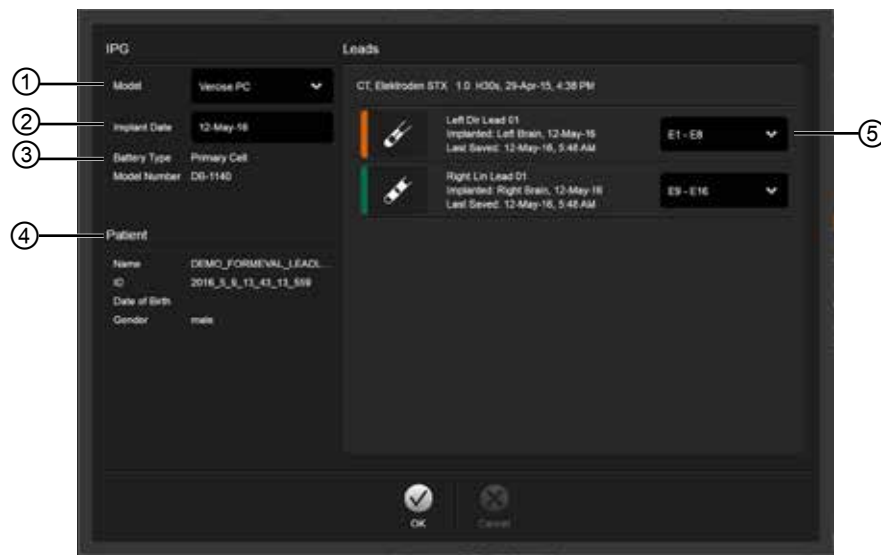 IPG
Leads
① Model Verose PC
② Implant Date 12-May-16
③ Battery Type Primary Cell
Model Number DB-1140
④ Patient
Name DEMO_FORMEVAL_LEADL...
ID 2016_5_9_13_43_13_559
Date of Birth
Gender male
CT, Elektroden STX 1.0 H30s, 29-Apr-15, 4:38 PM
Left Dir Lead 01
Implanted: Left Brain, 12-May-16
Last Saved: 12-May-16, 5:48 AM
E1 - E8
⑤
Right Lin Lead 01
Implanted: Right Brain, 12-May-16
Last Saved: 12-May-16, 5:48 AM
E9 - E16
OK
Cancel